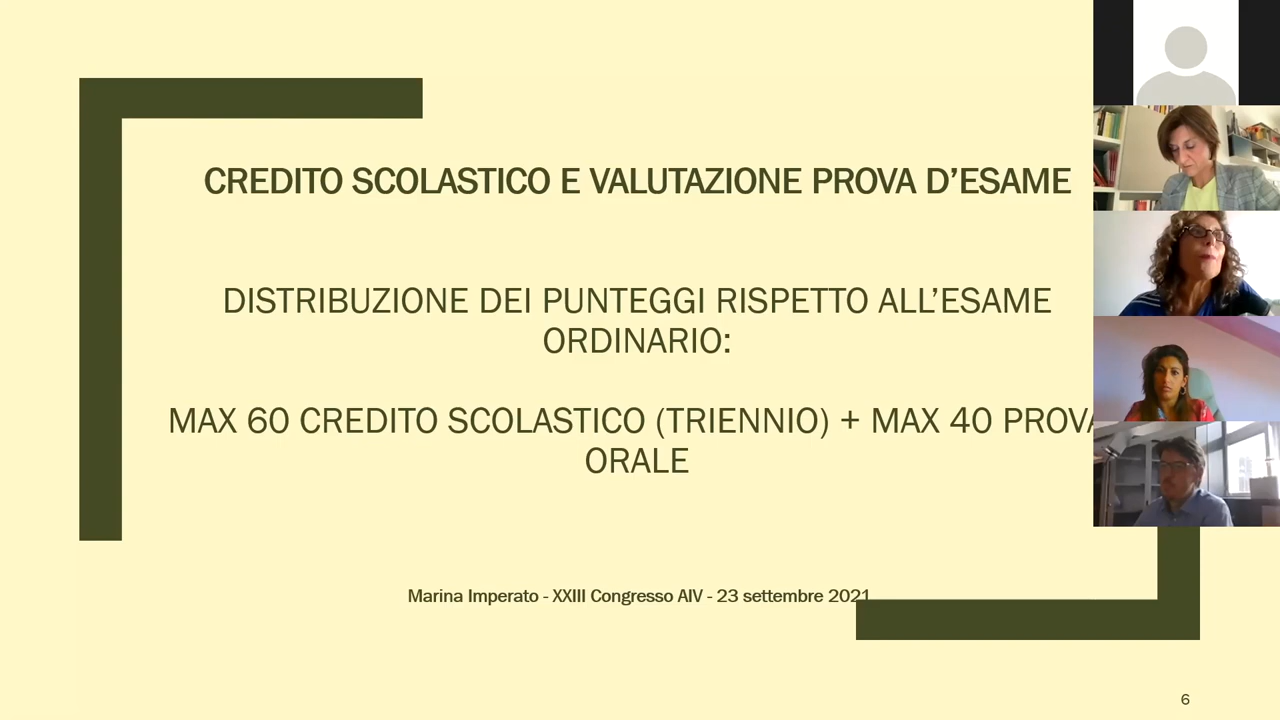 CREDITO SCOLASTICO E VALUTAZIONE PROVA D’ESAME
DISTRIBUZIONE DEI PUNTEGGI RISPETTO ALL’ESAME
ORDINARIO:
MAX 60 CREDITO SCOLASTICO (TRIENNIO) + MAX 40 PROVA
ORALE
Marina Imperato - XXIII Congresso AIV - 23 settembre 2021
6